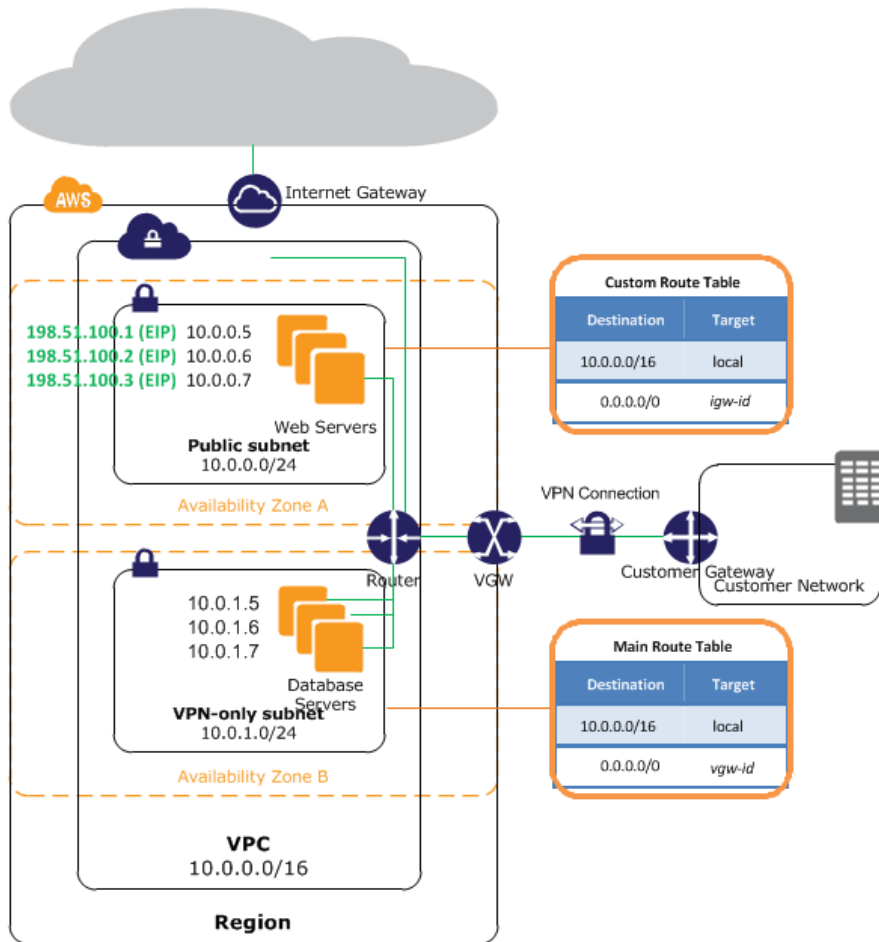 Internet Gateway
AWS
198.51.100.1 (EIP) 10.0.0.5
198.51.100.2 (EIP) 10.0.0.6
198.51.100.3 (EIP) 10.0.0.7
Web Servers
Public subnet
10.0.0.0/24
Availability Zone A
Custom Route Table
Destination Target
10.0.0.0/16 local
0.0.0.0/0 igw-id
VPN Connection
Router
VGW
Customer Gateway
Customer Network
10.0.1.5
10.0.1.6
10.0.1.7
Database
Servers
VPN-only subnet
10.0.1.0/24
Availability Zone B
Main Route Table
Destination Target
10.0.0.0/16 local
0.0.0.0/0 vgw-id
VPC
10.0.0.0/16
Region